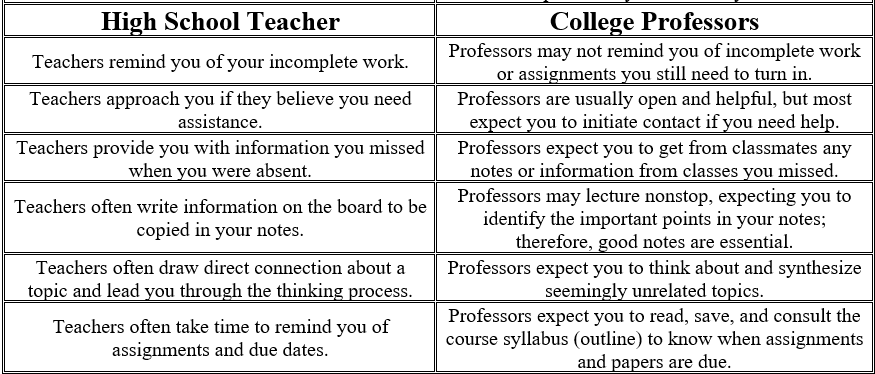 High School Teacher
College Professors
Teachers remind you of your incomplete work.
Professors may not remind you of incomplete work
or assignments you still need to turn in.
Teachers approach you if they believe you need
assistance.
Professors are usually open and helpful, but most
expect you to initiate contact if you need help.
Teachers provide you with information you missed
when you were absent.
Professors expect you to get from classmates any
notes or information from classes you missed.
Teachers often write information on the board to be
copied in your notes.
Professors may lecture nonstop, expecting you to
identify the important points in your notes;
therefore, good notes are essential.
Teachers often draw direct connection about a
topic and lead you through the thinking process.
Professors expect you to think about and synthesize
seemingly unrelated topics.
Teachers often take time to remind you of
assignments and due dates.
Professors expect you to read, save, and consult the
course syllabus (outline) to know when assignments
and papers are due.